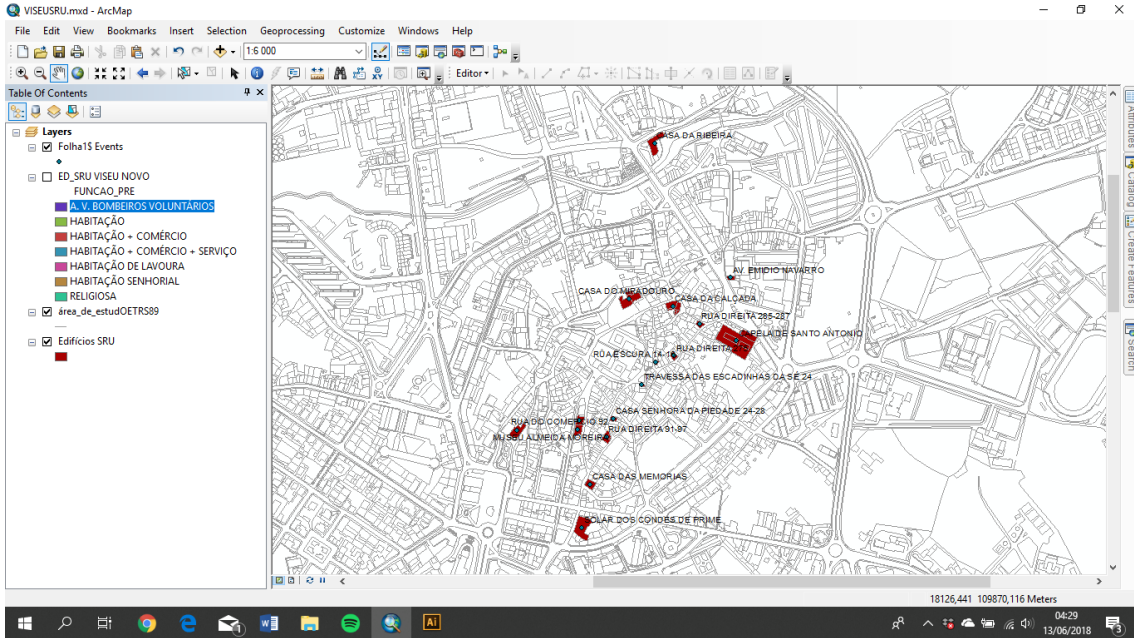 VISEUSRU.mxd - ArcMap
File Edit View Bookmarks Insert Selection Geoprocessing Customize Windows Help
1:6 000
Editor
Table Of Contents
Layers
Folha1$ Events
ED_SRU VISEU NOVO
FUNCAO_PRE
A. V. BOMBEIROS VOLUNTÁRIOS
HABITAÇÃO
HABITAÇÃO + COMÉRCIO
HABITAÇÃO + COMÉRCIO + SERVIÇO
HABITAÇÃO DE LAVOURA
HABITAÇÃO SENHORIAL
RELIGIOSA
área_de_estudOETRS89
Edifícios SRU
CASA DA RIBEIRA
AV. EMIDIO NAVARRO
CASA DO MIRADOURO
CASA DA CALCADA
RUA DIREITA 285-287
CAPELA DE SANTO ANTONIO
RUA DIREITA
RUA ESCURA 14-16
TRAVESSA DAS ESCADINHAS DA SÉ 24
CASA SENHORA DA PIEDADE 24-28
RUA DO COMERCIO 92
RUA DIREITA 91-97
MUSEU ALMEIDA MOREIRA
CASA DAS MEMORIAS
SOLAR DOS CONDES DE PRIME
Attributes
Catalog
Create Features
Search
18126,441 109870,116 Meters
Ai
04:29
13/06/2018
3